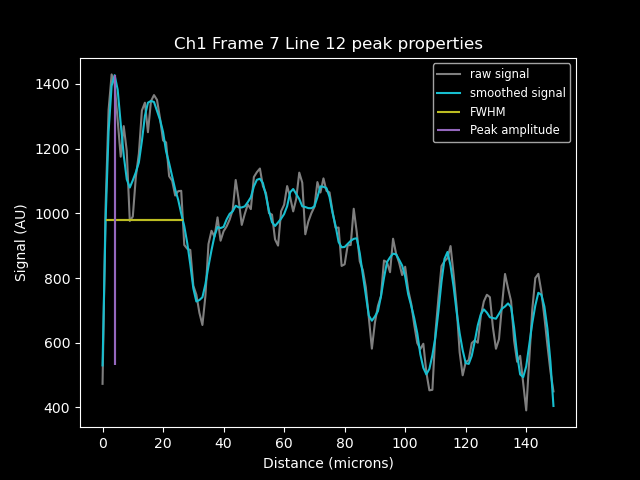 Ch1 Frame 7 Line 12 peak properties
raw signal
smoothed signal
FWHM
Peak amplitude
Signal (AU)
1400
1200
1000
800
600
400
0 20 40 60 80 100 120 140
Distance (microns)